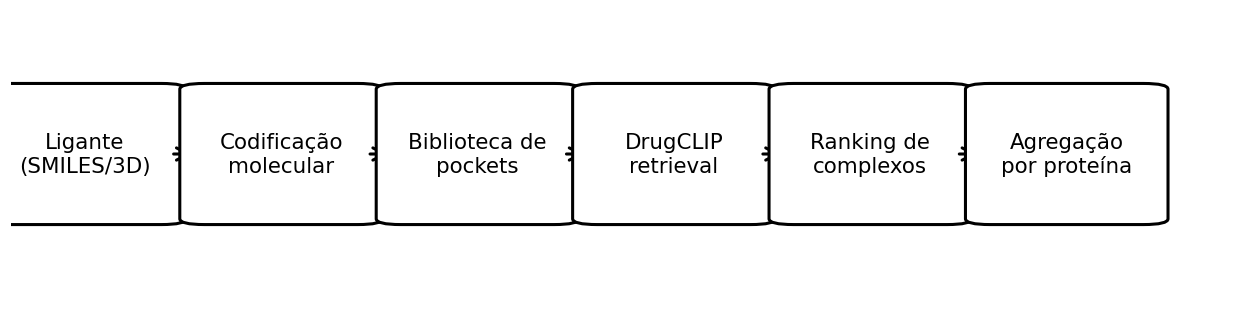 Ligante
(SMILES/3D)
Codificação
molecular
Biblioteca de
pockets
DrugCLIP
retrieval
Ranking de
complexos
Agregação
por proteína